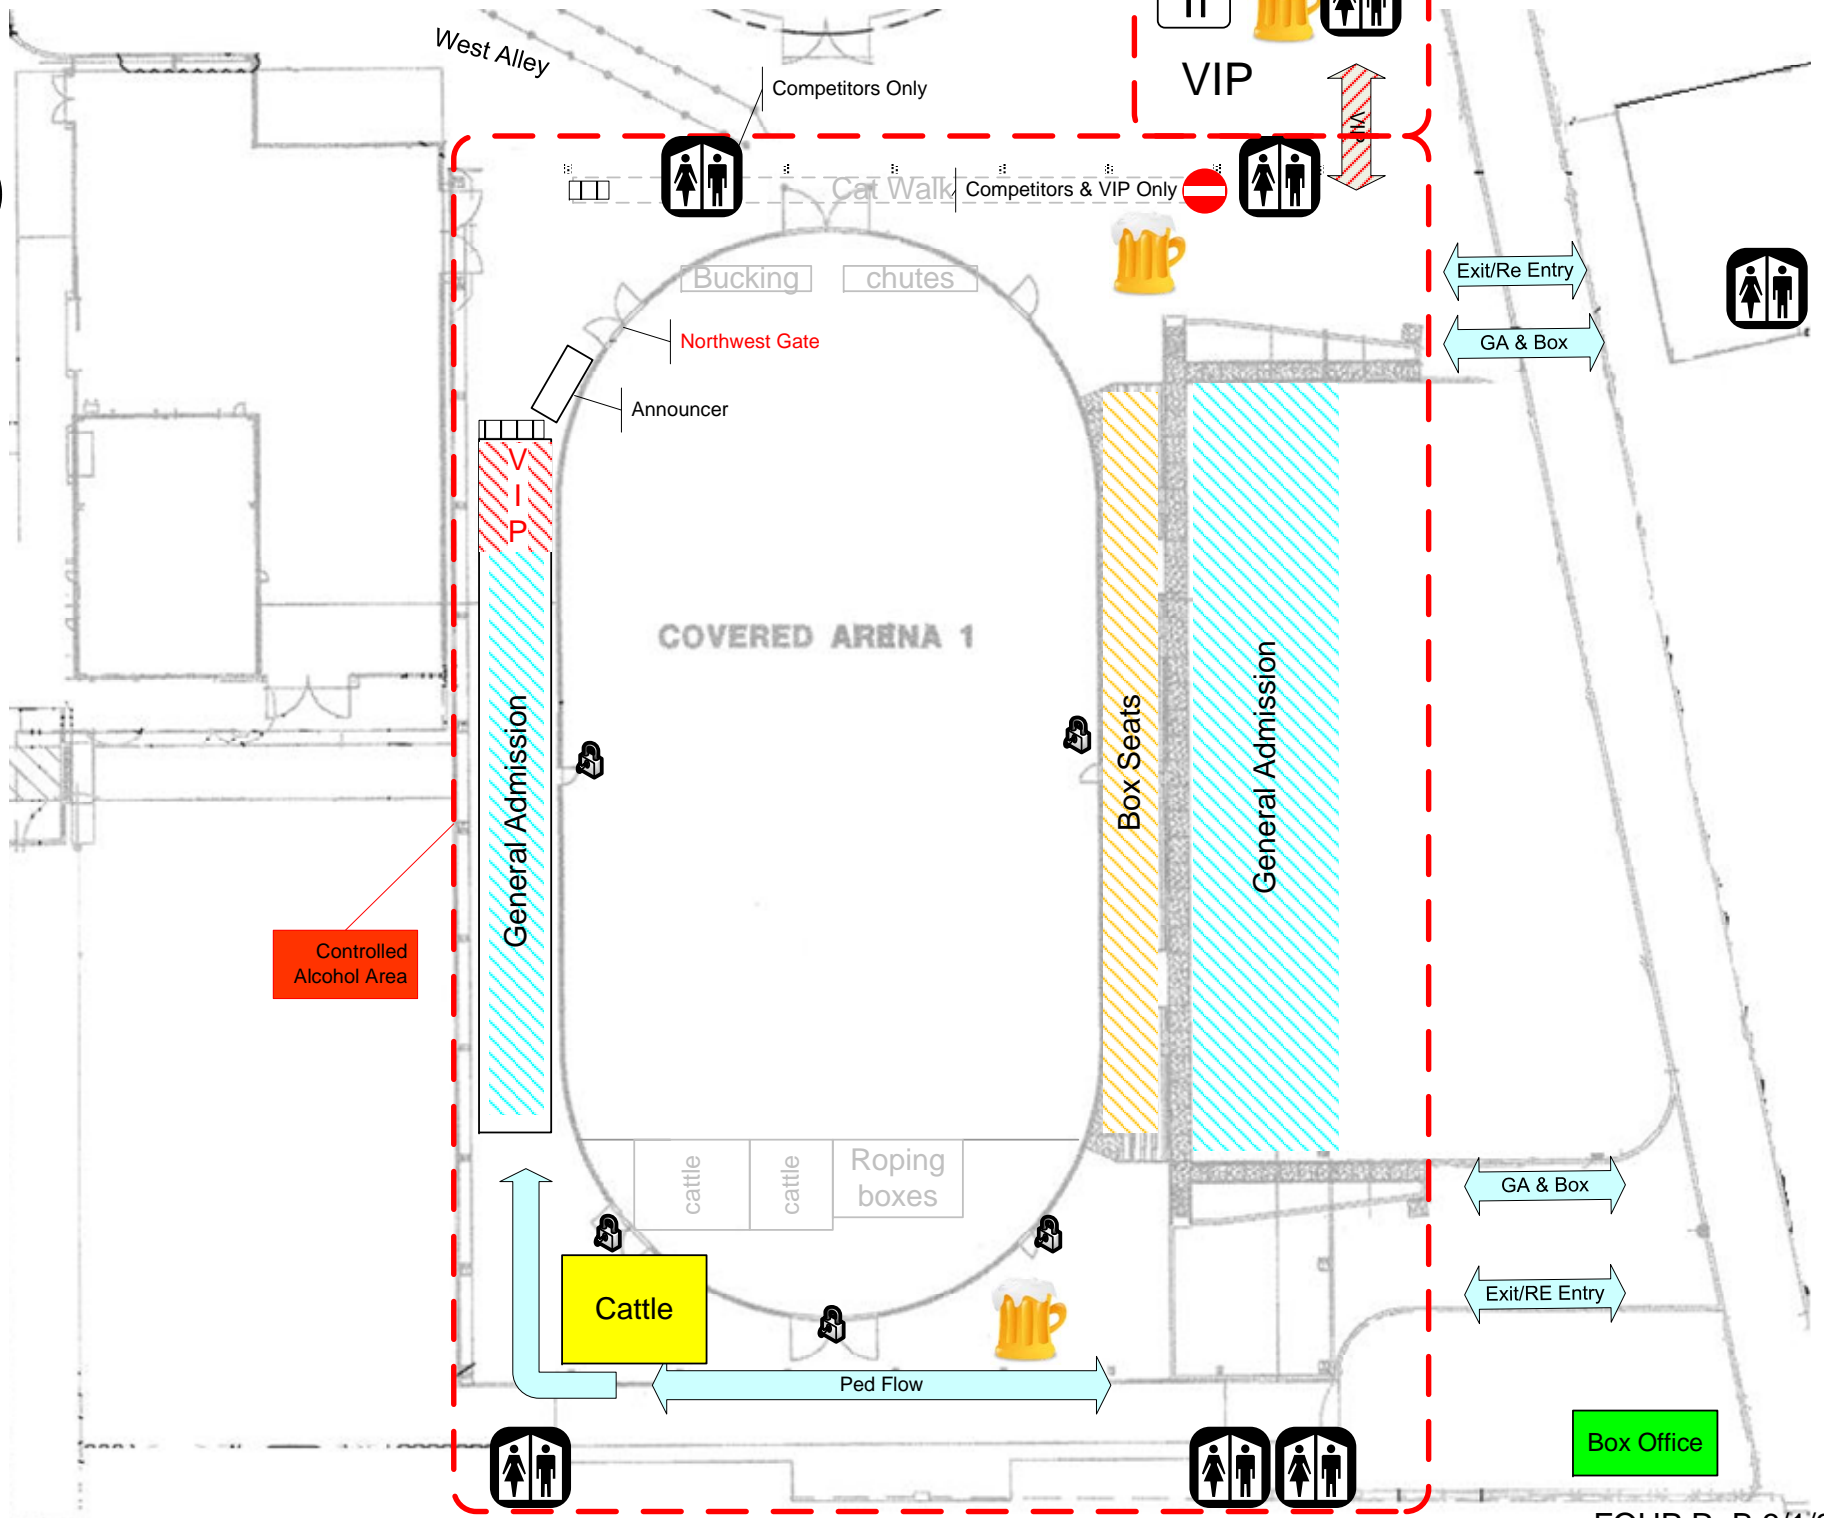 West Alley
Competitors Only
VIP
VIP
Cat Walk
Competitors & VIP Only
Bucking
chutes
Exit/Re Entry
GA & Box
Northwest Gate
Announcer
V
I
P
COVERED ARENA 1
General Admission
Box Seats
General Admission
Controlled
Alcohol Area
cattle
cattle
Roping
boxes
GA & Box
Exit/RE Entry
Cattle
Ped Flow
Box Office